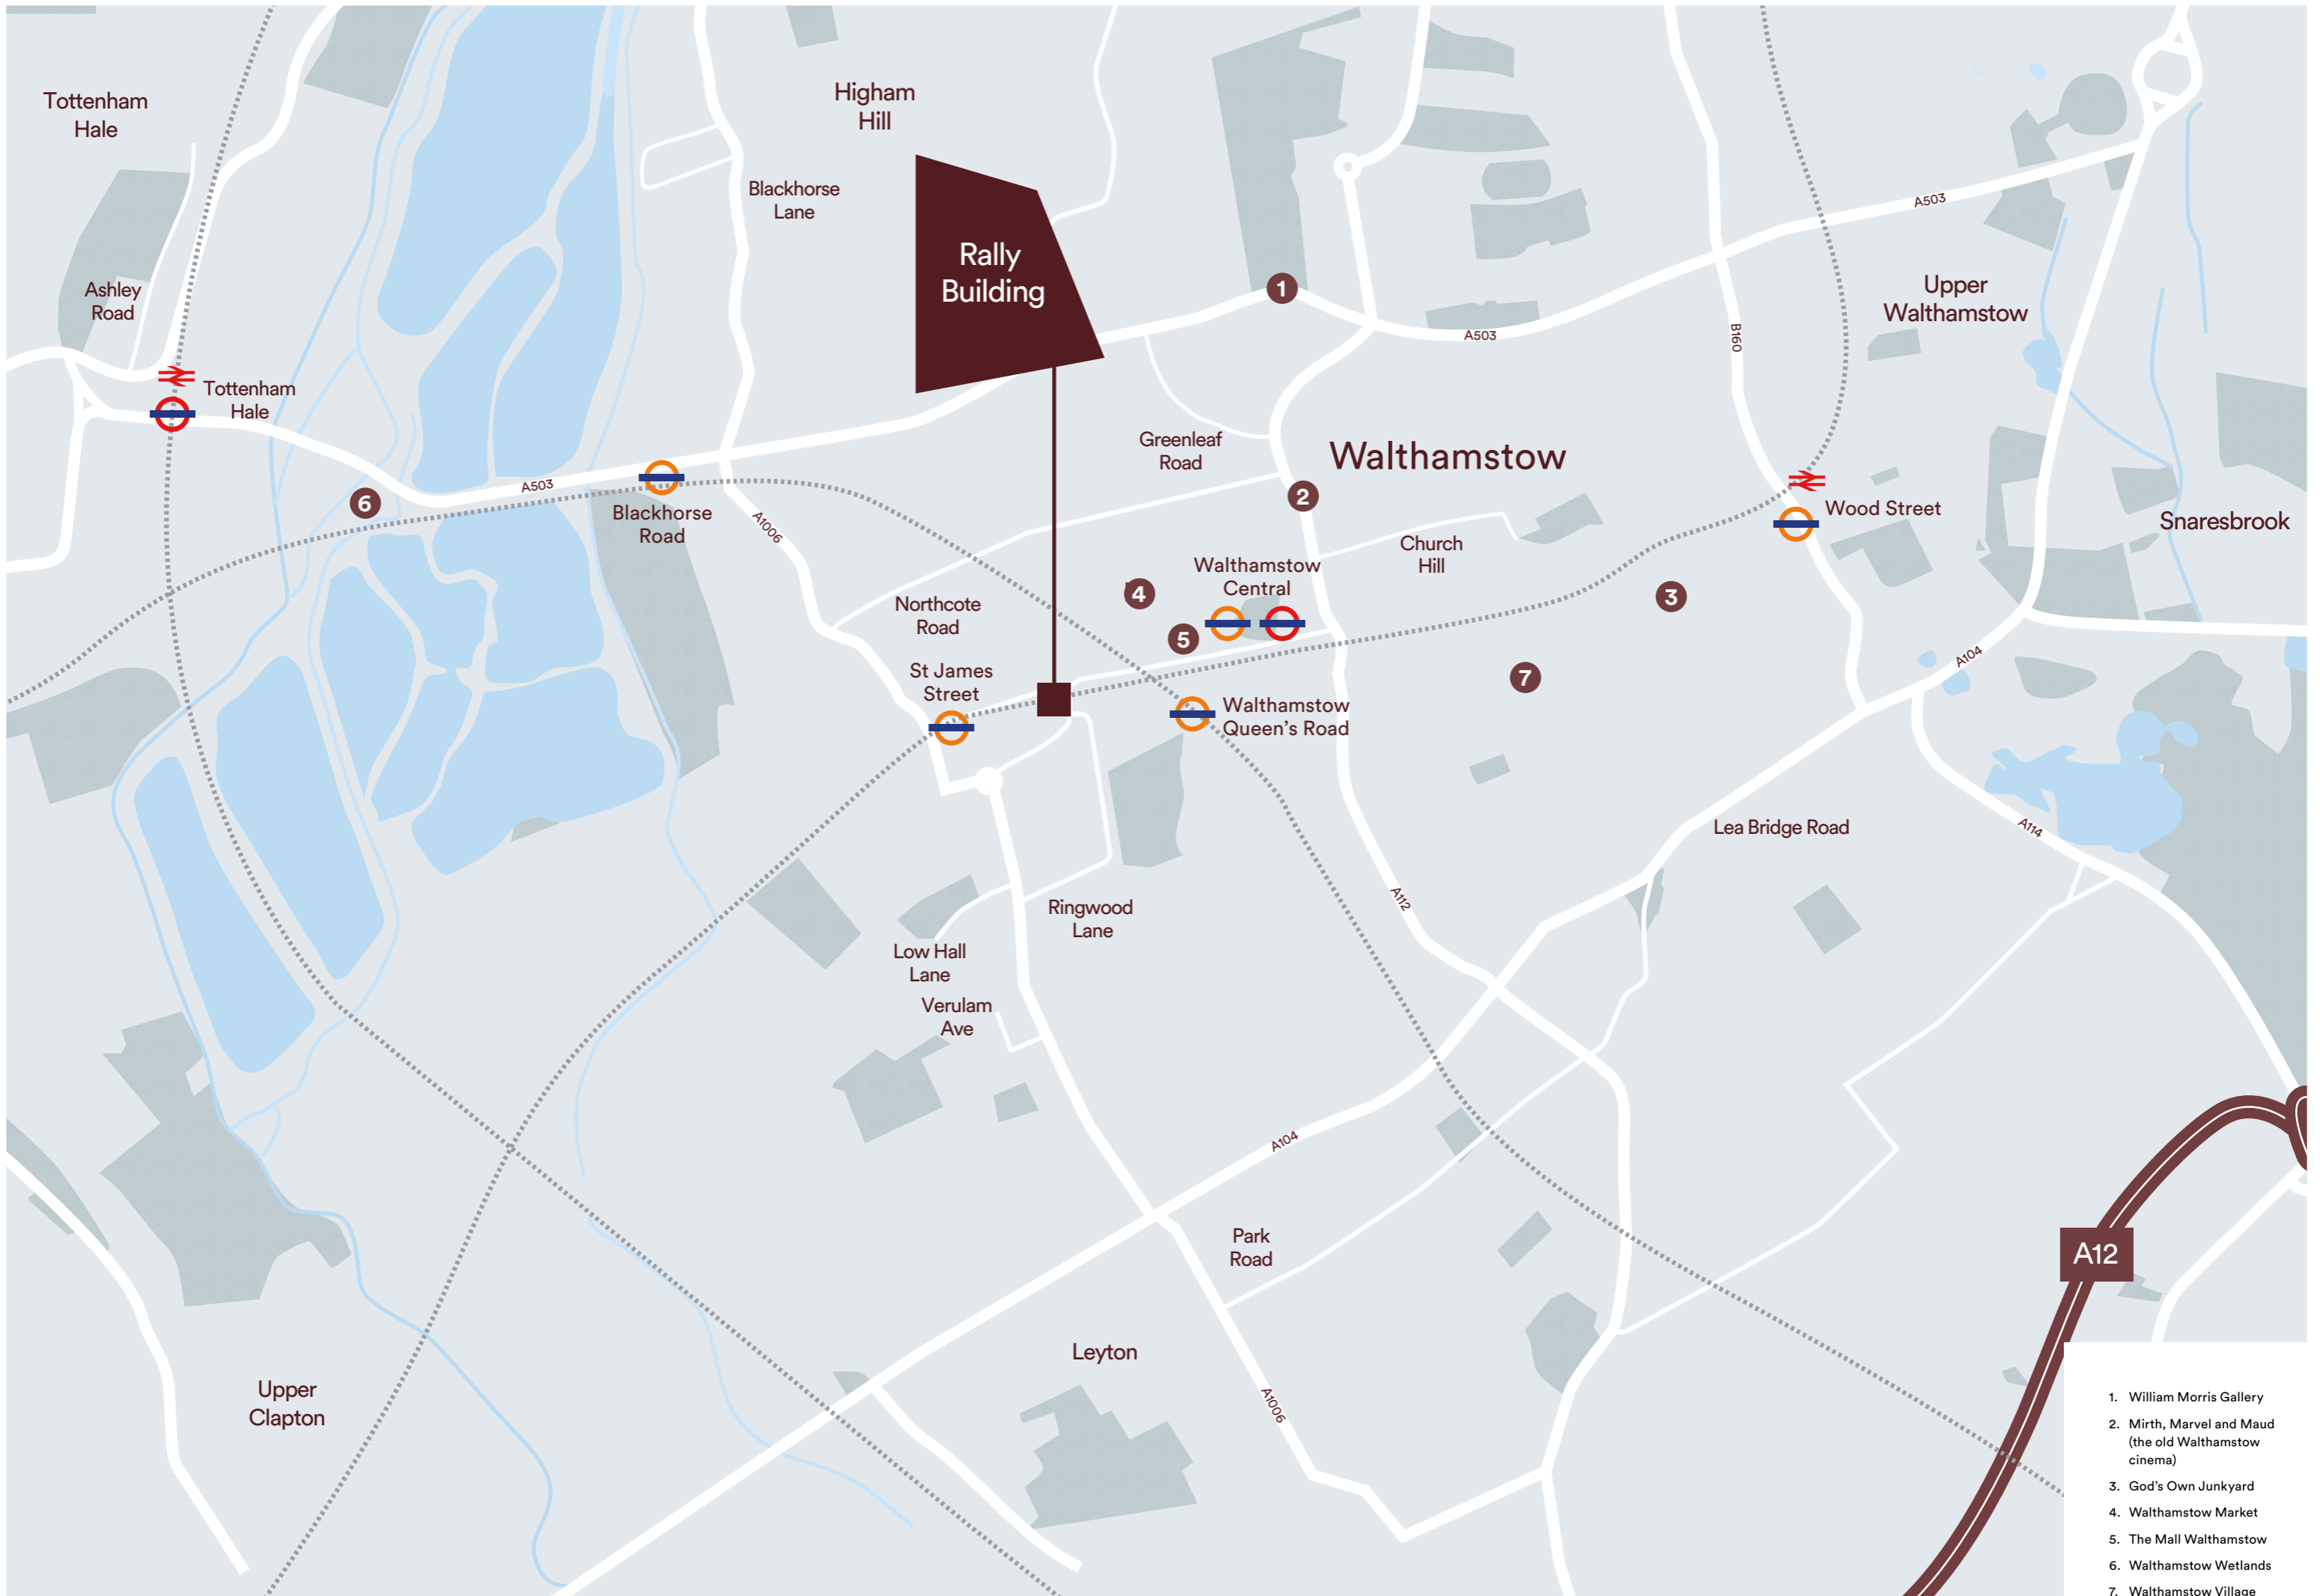 Tottenham
Hale
Higham
Hill
Blackhorse
Lane
Rally
Building
A503
Ashley
Road
Upper
Walthamstow
1
A503
B160
Tottenham
Hale
Greenleaf
Road
Walthamstow
A503
6
2
Blackhorse
Road
A1006
Wood Street
Snaresbrook
Church
Hill
Walthamstow
Central
4
3
Northcote
Road
5
St James
Street
7
A104
Walthamstow
Queen's Road
Lea Bridge Road
A114
A112
Ringwood
Lane
Low Hall
Lane
Verulam
Ave
A104
Park
Road
A12
Leyton
Upper
Clapton
A1006
1. William Morris Gallery
2. Mirth, Marvel and Maud
(the old Walthamstow
cinema)
3. God's Own Junkyard
4. Walthamstow Market
5. The Mall Walthamstow
6. Walthamstow Wetlands
7. Walthamstow Village